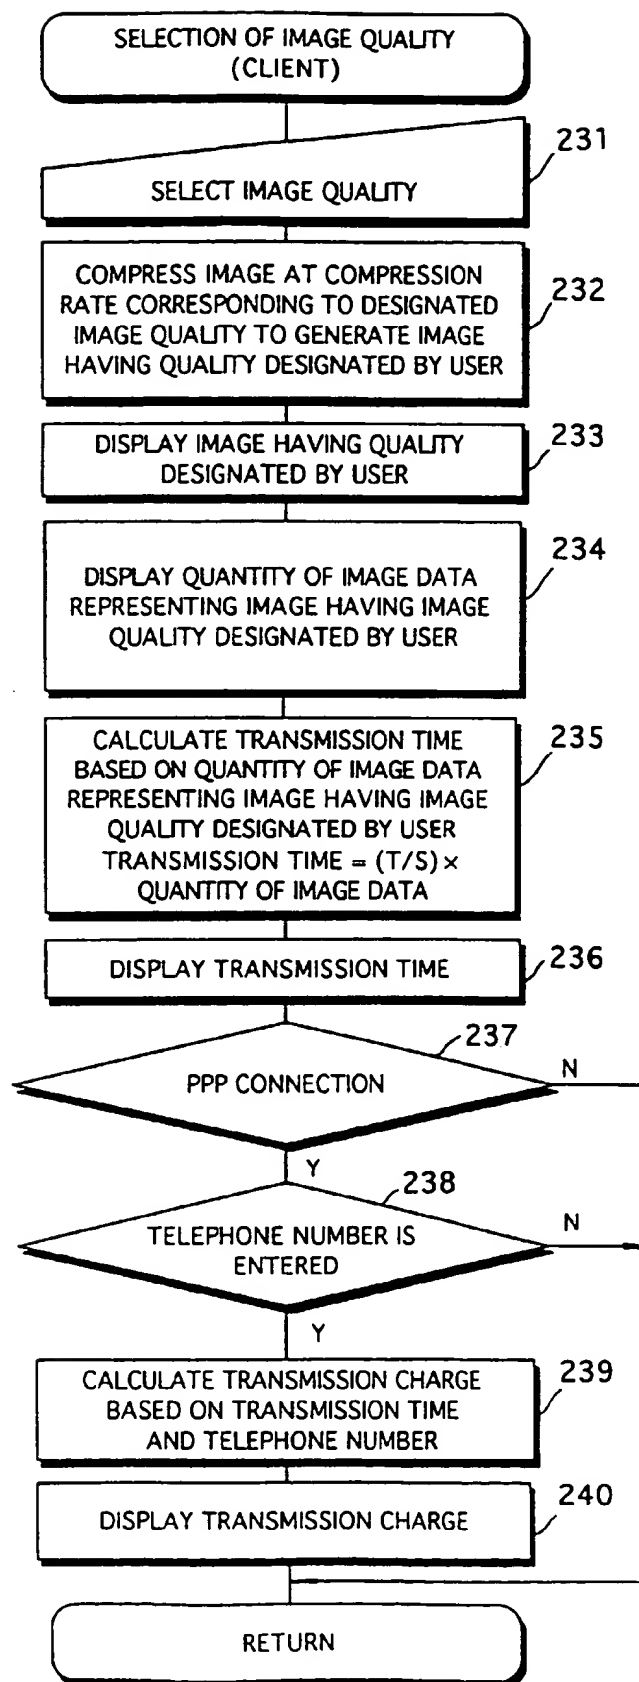 SELECTION OF IMAGE QUALITY
(CLIENT)
231
SELECT IMAGE QUALITY
COMPRESS IMAGE AT COMPRESSION
RATE CORRESPONDING TO DESIGNATED
IMAGE QUALITY TO GENERATE IMAGE
HAVING QUALITY DESIGNATED BY USER
232
DISPLAY IMAGE HAVING QUALITY
DESIGNATED BY USER
233
234
DISPLAY QUANTITY OF IMAGE DATA
REPRESENTING IMAGE HAVING IMAGE
QUALITY DESIGNATED BY USER
CALCULATE TRANSMISSION TIME
BASED ON QUANTITY OF IMAGE DATA
REPRESENTING IMAGE HAVING IMAGE
QUALITY DESIGNATED BY USER
TRANSMISSION TIME = (T/S) ×
QUANTITY OF IMAGE DATA
235
DISPLAY TRANSMISSION TIME
236
237
PPP CONNECTION
N
Y
238
TELEPHONE NUMBER IS
ENTERED
N
Y
CALCULATE TRANSMISSION CHARGE
BASED ON TRANSMISSION TIME
AND TELEPHONE NUMBER
239
DISPLAY TRANSMISSION CHARGE
240
RETURN